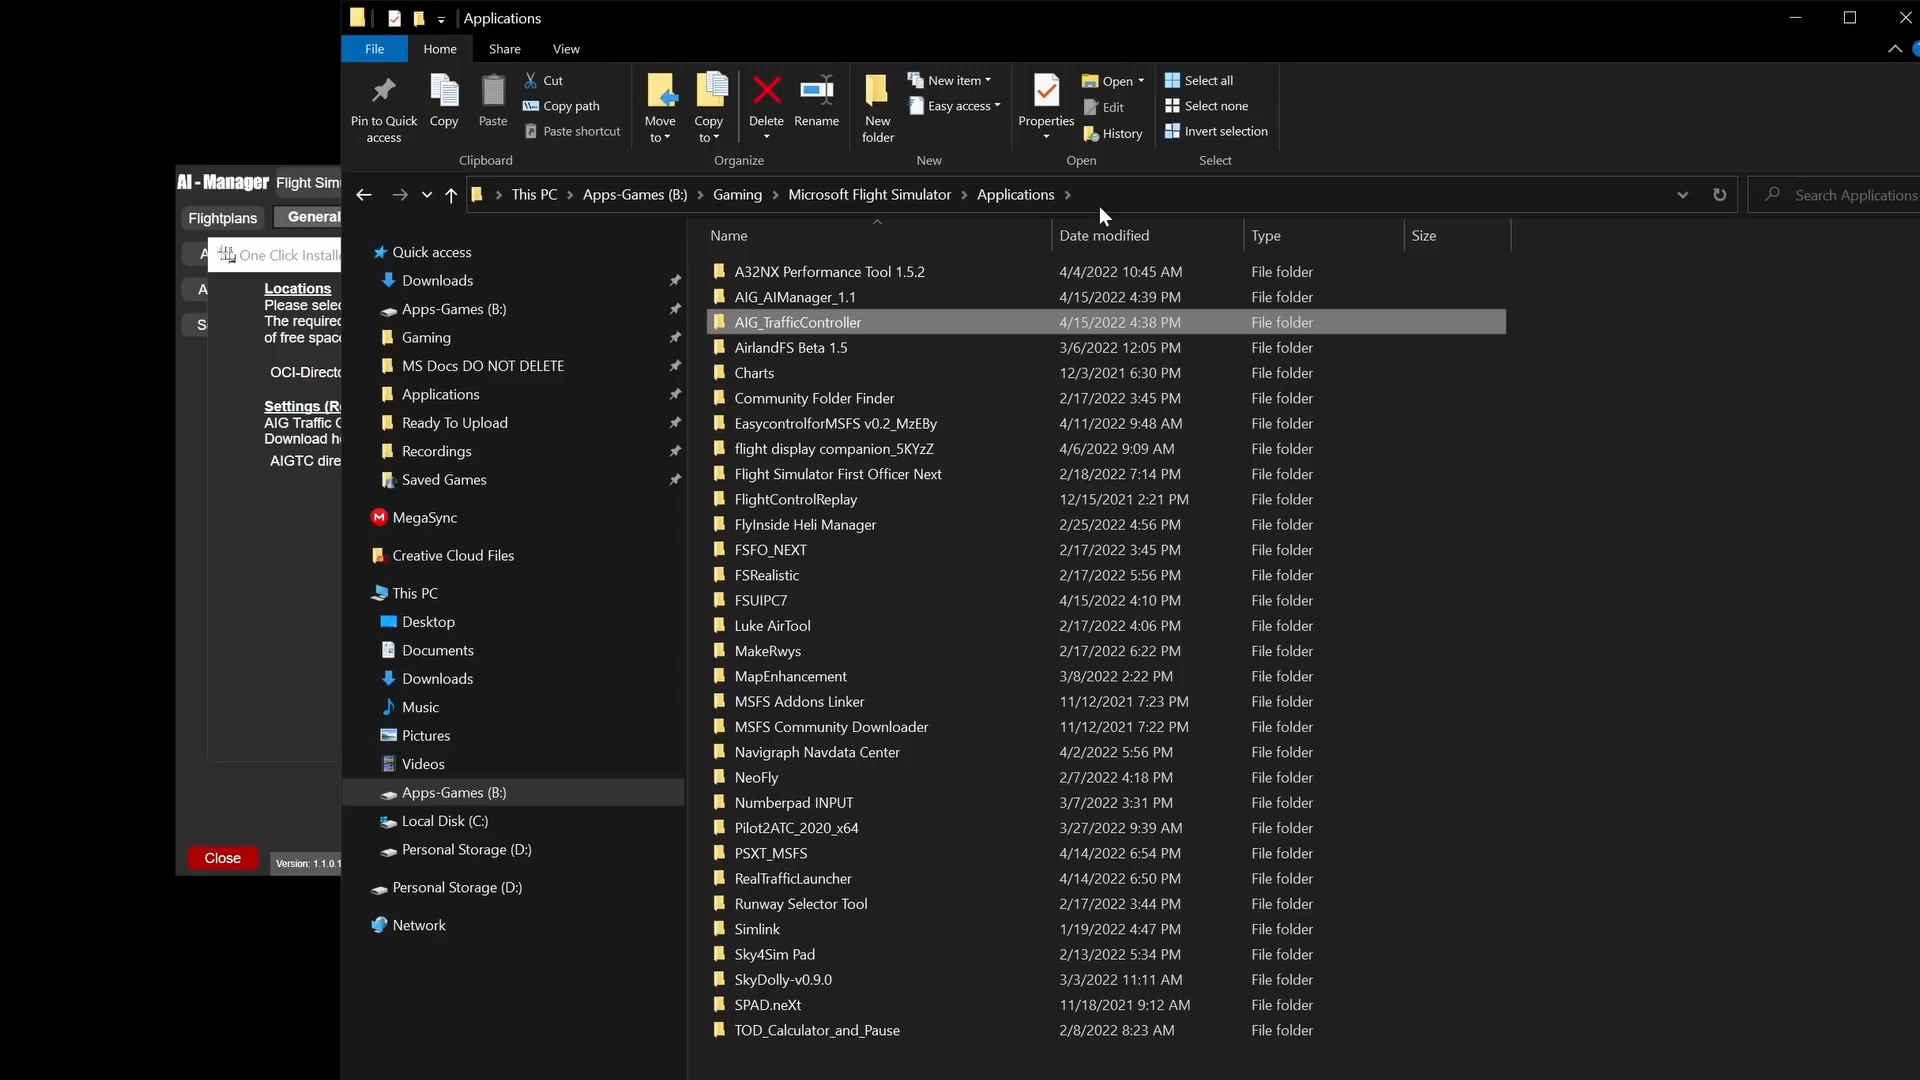 Applications
File Home Share View
Pin to Quick access
Copy
Paste
Cut
Copy path
Paste shortcut
Clipboard
Move to
Copy to
Delete
Rename
Organize
New folder
New item
Easy access
New
Properties
Open
Edit
History
Open
Select all
Select none
Invert selection
Select
This PC Apps-Games (B:) Gaming Microsoft Flight Simulator Applications
Search Applications
AI - Manager Flight Simu
Flightplans General
One Click Installe
Locations
Please selec
The required
of free space
OCI-Directo
Settings (Re
AIG Traffic C
Download he
AIGTC dire
Close
Version: 1.1.0.1
Quick access
Downloads
Apps-Games (B:)
Gaming
MS Docs DO NOT DELETE
Applications
Ready To Upload
Recordings
Saved Games
MegaSync
Creative Cloud Files
This PC
Desktop
Documents
Downloads
Music
Pictures
Videos
Apps-Games (B:)
Local Disk (C:)
Personal Storage (D:)
Personal Storage (D:)
Network
Name Date modified Type Size
A32NX Performance Tool 1.5.2 4/4/2022 10:45 AM File folder
AIG_AIManager_1.1 4/15/2022 4:39 PM File folder
AIG_TrafficController 4/15/2022 4:38 PM File folder
AirlandFS Beta 1.5 3/6/2022 12:05 PM File folder
Charts 12/3/2021 6:30 PM File folder
Community Folder Finder 2/17/2022 3:45 PM File folder
EasycontrolforMSFS v0.2_MzEBy 4/11/2022 9:48 AM File folder
flight display companion_5KYzZ 4/6/2022 9:09 AM File folder
Flight Simulator First Officer Next 2/18/2022 7:14 PM File folder
FlightControlReplay 12/15/2021 2:21 PM File folder
FlyInside Heli Manager 2/25/2022 4:56 PM File folder
FSFO_NEXT 2/17/2022 3:45 PM File folder
FSRealistic 2/17/2022 5:56 PM File folder
FSUIPC7 4/15/2022 4:10 PM File folder
Luke AirTool 2/17/2022 4:06 PM File folder
MakeRwys 2/17/2022 6:22 PM File folder
MapEnhancement 3/8/2022 2:22 PM File folder
MSFS Addons Linker 11/12/2021 7:23 PM File folder
MSFS Community Downloader 11/12/2021 7:22 PM File folder
Navigraph Navdata Center 4/2/2022 5:56 PM File folder
NeoFly 2/7/2022 4:18 PM File folder
Numberpad INPUT 3/7/2022 3:31 PM File folder
Pilot2ATC_2020_x64 3/27/2022 9:39 AM File folder
PSXT_MSFS 4/14/2022 6:54 PM File folder
RealTrafficLauncher 4/14/2022 6:50 PM File folder
Runway Selector Tool 2/17/2022 3:44 PM File folder
Simlink 1/19/2022 4:47 PM File folder
Sky4Sim Pad 2/13/2022 5:34 PM File folder
SkyDolly-v0.9.0 3/3/2022 11:11 AM File folder
SPAD.neXt 11/18/2021 9:12 AM File folder
TOD_Calculator_and_Pause 2/8/2022 8:23 AM File folder